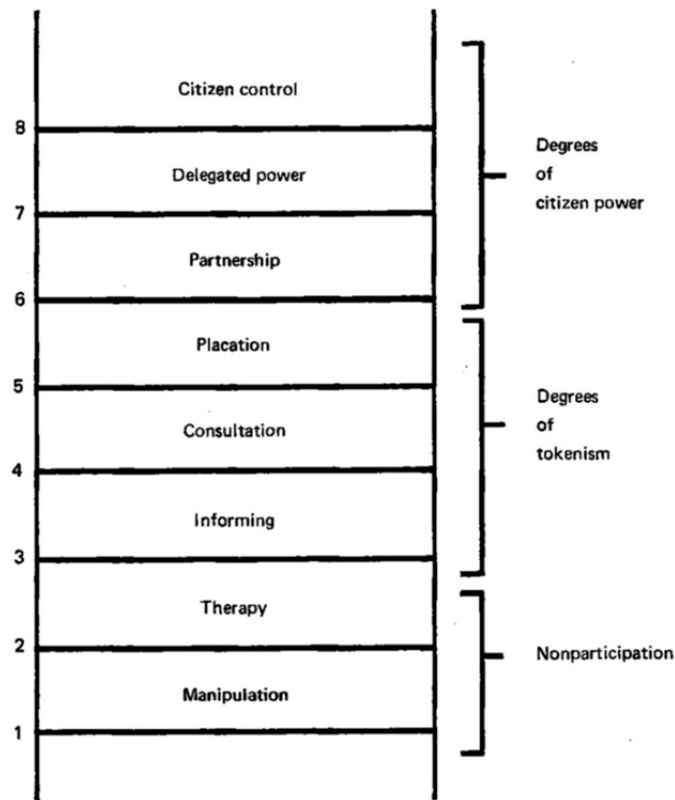 Citizen control
8
Delegated power
7
Partnership
6
Placation
5
Consultation
4
Informing
3
Therapy
2
Manipulation
1
Degrees
of
citizen power
Degrees
of
tokenism
Nonparticipation